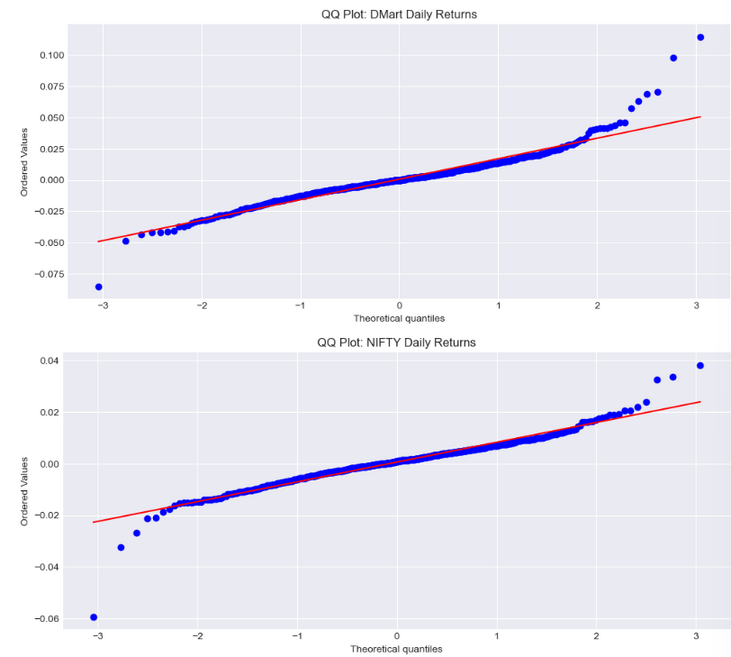 QQ Plot: DMart Daily Returns
0.100
0.075
0.050
0.025
0.000
−0.025
−0.050
−0.075
Ordered Values
−3 −2 −1 0 1 2 3
Theoretical quantiles
QQ Plot: NIFTY Daily Returns
0.04
0.02
0.00
−0.02
−0.04
−0.06
Ordered Values
−3 −2 −1 0 1 2 3
Theoretical quantiles